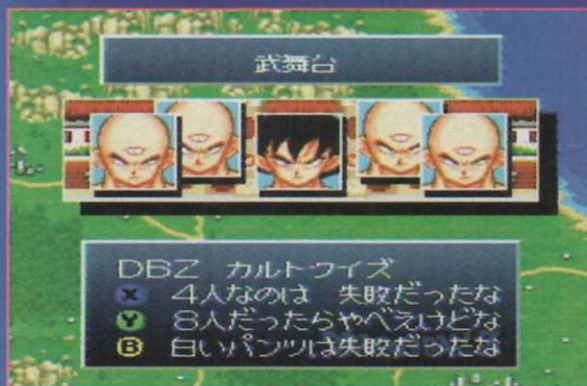 武舞台
DBZ カルトクイズ
X 4人なのは 失敗だったな
Y 8人だったらやべえけどな
B 白いパンツは失敗だったな